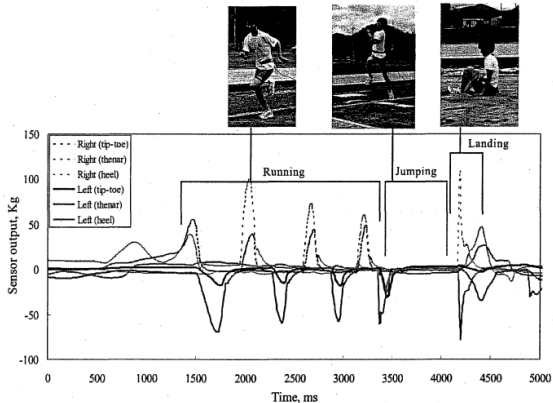 Landing
Running
Jumping
Right (tip-toe)
Right (thenar)
Right (heel)
Left (tip-toe)
Left (thenar)
Left (heel)
Sensor output, Kg
150
100
50
0
-50
-100
0
500
1000
1500
2000
2500
3000
3500
4000
4500
5000
Time, ms